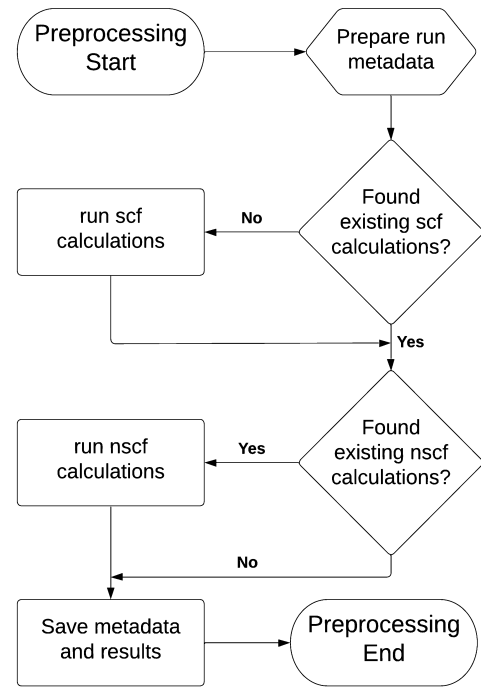 Preprocessing
Start
Prepare run
metadata
Found
existing scf
calculations?
No
run scf
calculations
Yes
Found
existing nscf
calculations?
Yes
run nscf
calculations
No
Save metadata
and results
Preprocessing
End